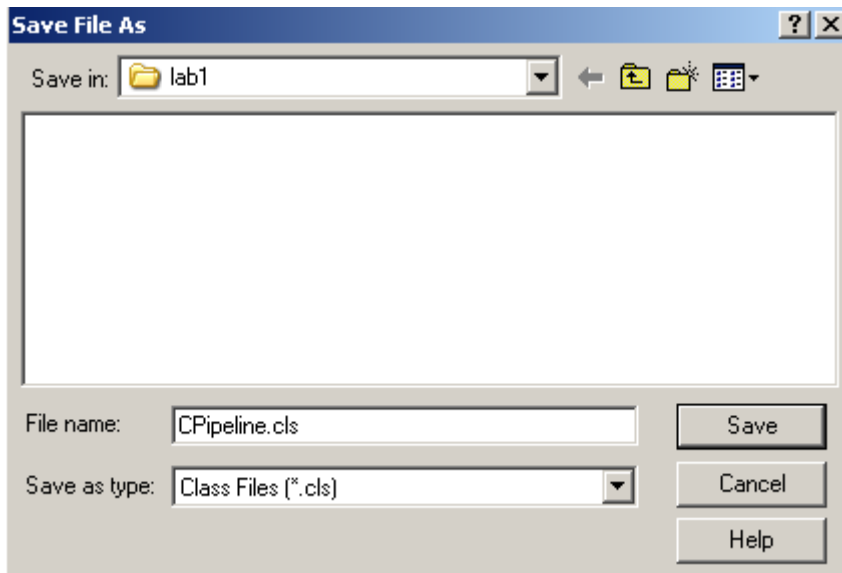 Save File As
Save in: lab1
File name: CPipeline.cls Save
Save as type: Class Files (*.cls) Cancel
Help